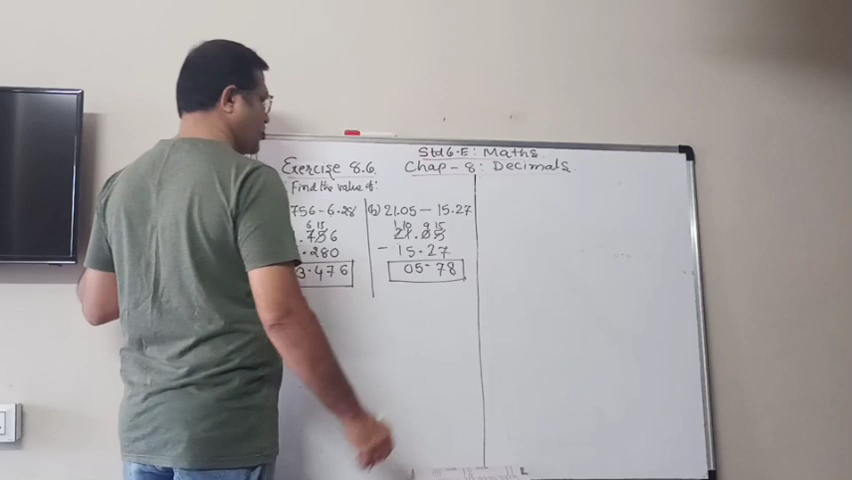 Std 6-E : Maths.
Exercise 8.6. Chap - 8 : Decimals.
Find the value of:
756 - 6.28 (b) 21.05 - 15.27
6 15 1 10 9 15
.756 21.05
.280 - 15.27
3.476 05.78